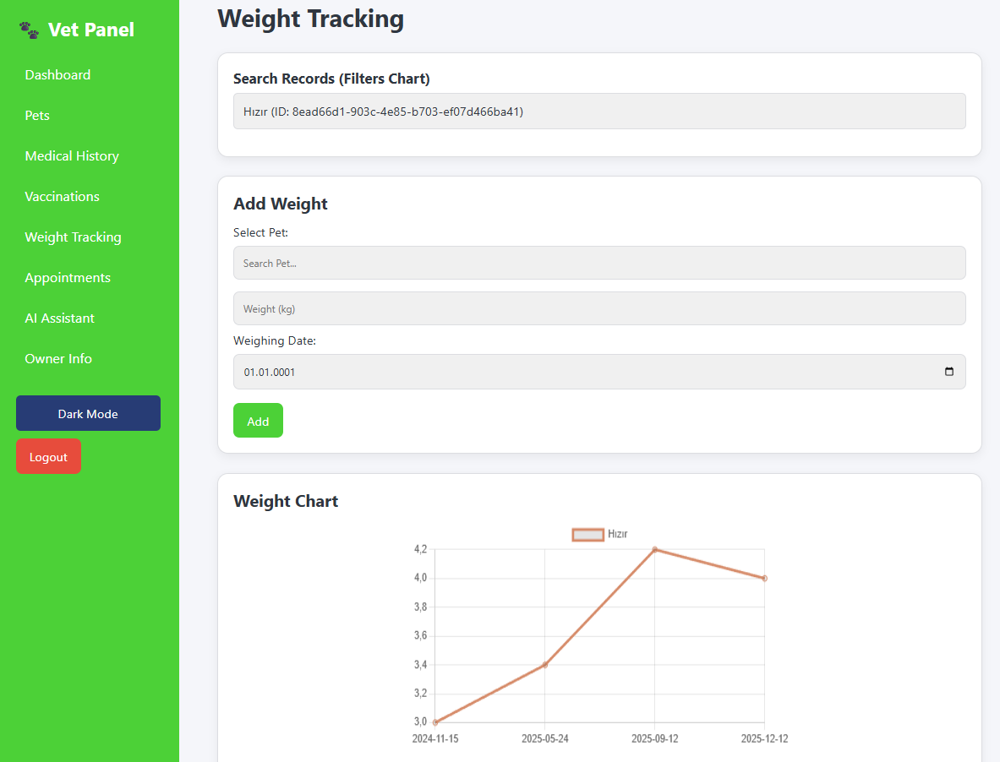 Vet Panel
Dashboard
Pets
Medical History
Vaccinations
Weight Tracking
Appointments
AI Assistant
Owner Info
Dark Mode
Logout
Weight Tracking
Search Records (Filters Chart)
Hızır (ID: 8ead66d1-903c-4e85-b703-ef07d466ba41)
Add Weight
Select Pet:
Search Pet...
Weight (kg)
Weighing Date:
01.01.0001
Add
Weight Chart
Hızır
4,2
4,0
3,8
3,6
3,4
3,2
3,0
2024-11-15 2025-05-24 2025-09-12 2025-12-12